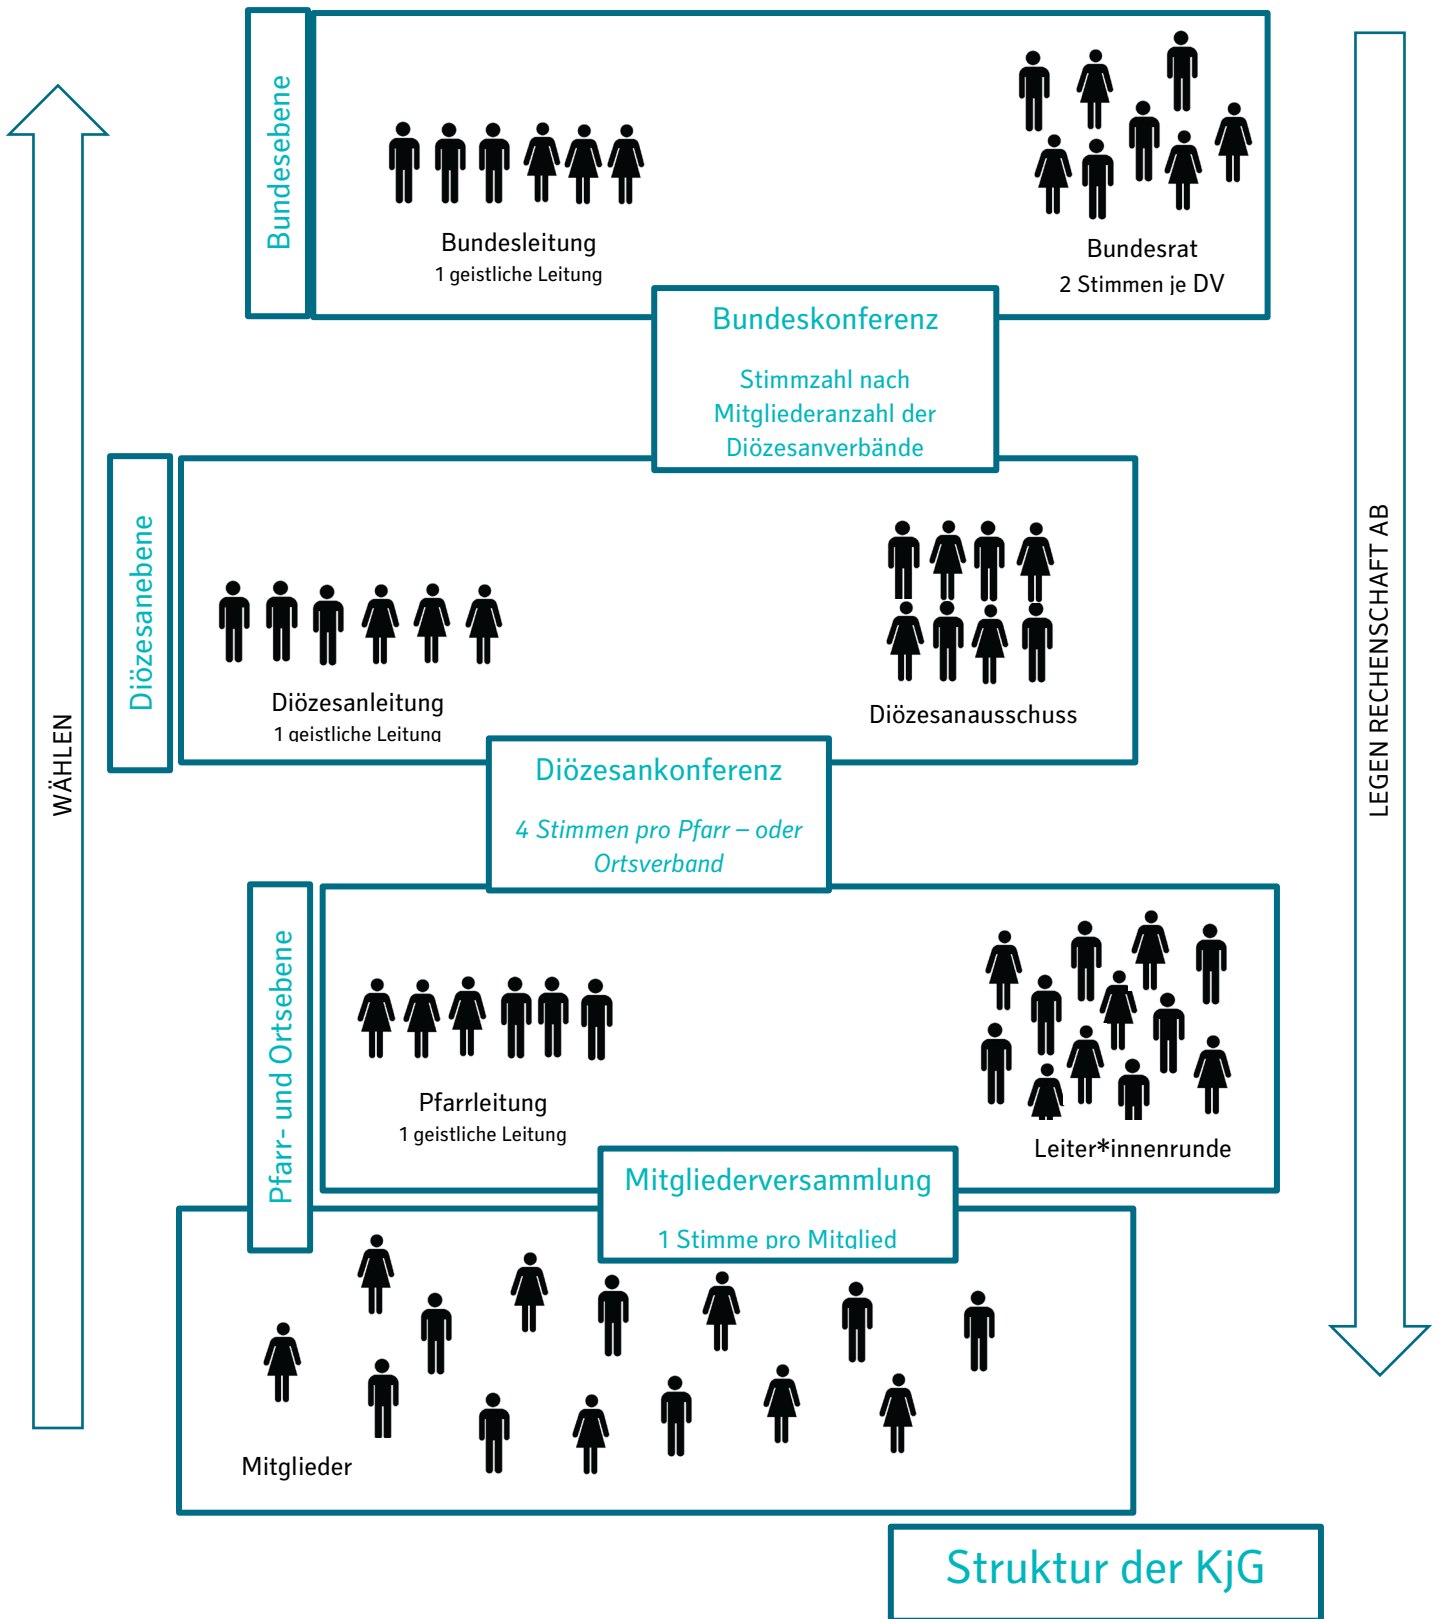 Bundesebene
Bundesleitung
1 geistliche Leitung
Bundesrat
2 Stimmen je DV
Bundeskonferenz
Stimmzahl nach
Mitgliederanzahl der
Diözesanverbände
Diözesanebene
Diözesanleitung
1 geistliche Leitung
Diözesanausschuss
WÄHLEN
LEGEN RECHENSCHAFT AB
Diözesankonferenz
4 Stimmen pro Pfarr – oder
Ortsverband
Pfarr- und Ortsebene
Pfarrleitung
1 geistliche Leitung
Leiter*innenrunde
Mitgliederversammlung
1 Stimme pro Mitglied
Mitglieder
Struktur der KjG